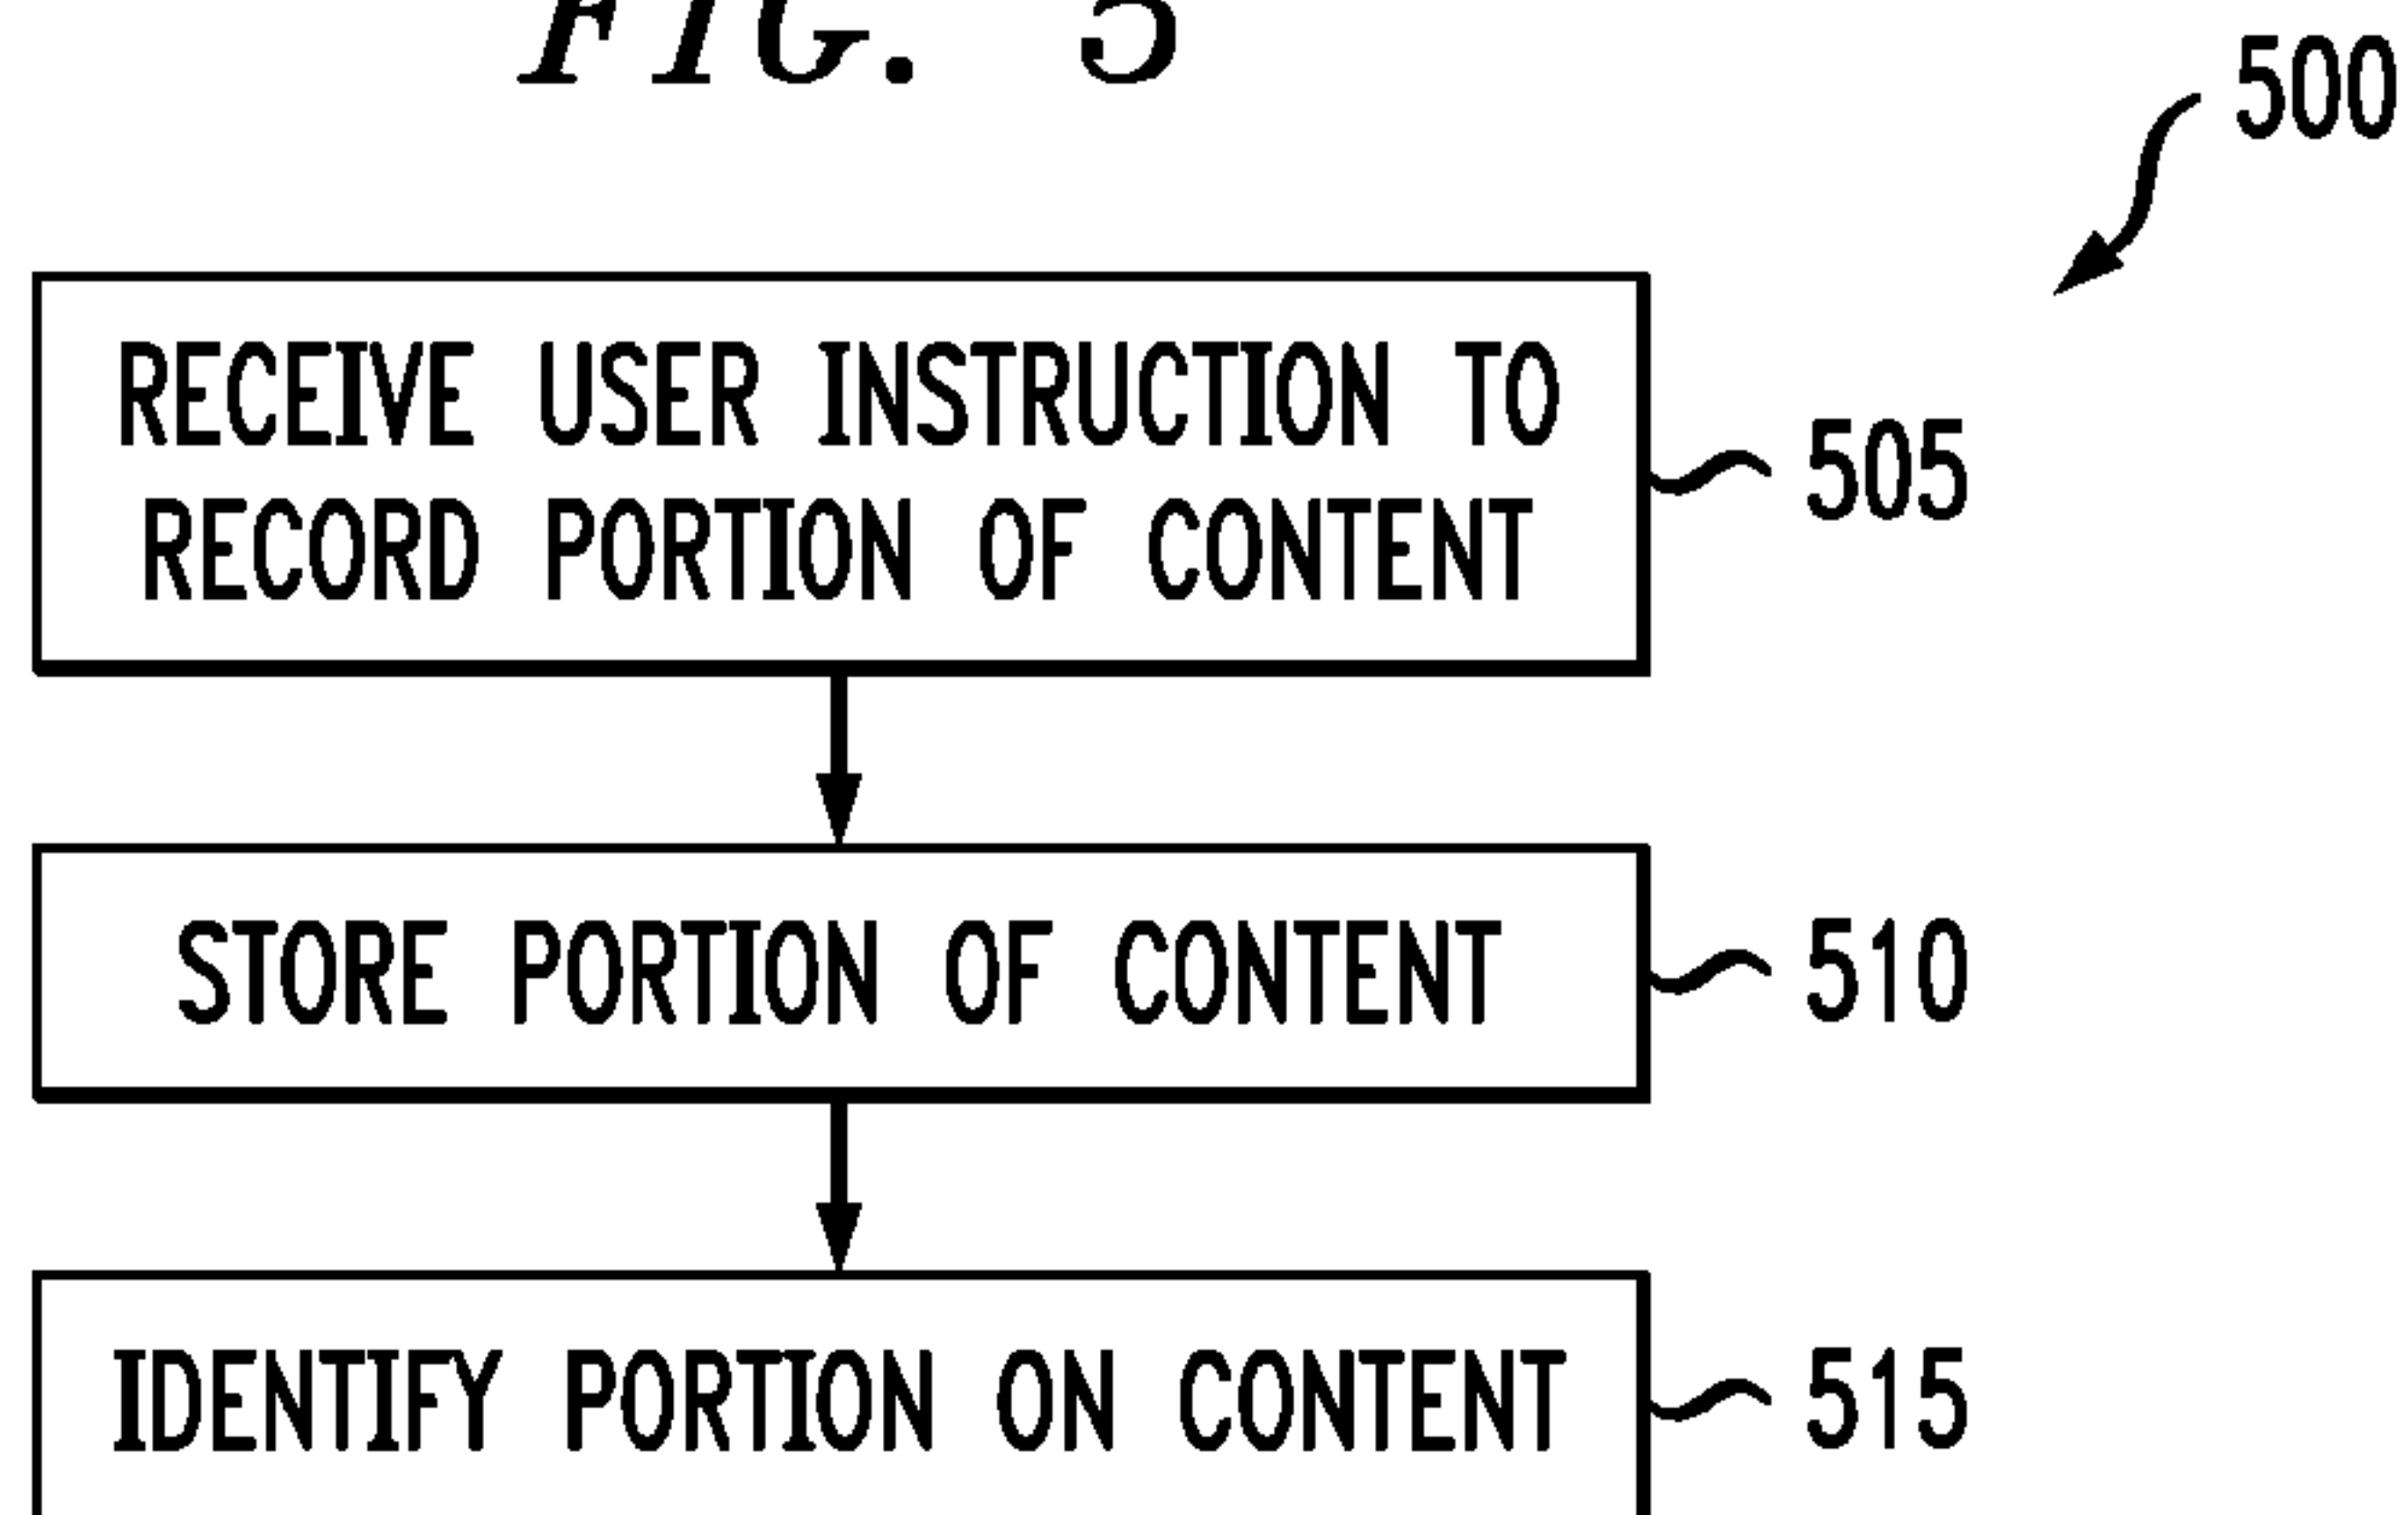 FIG. 5
500
RECEIVE USER INSTRUCTION TO
RECORD PORTION OF CONTENT
505
STORE PORTION OF CONTENT
510
IDENTIFY PORTION ON CONTENT
515